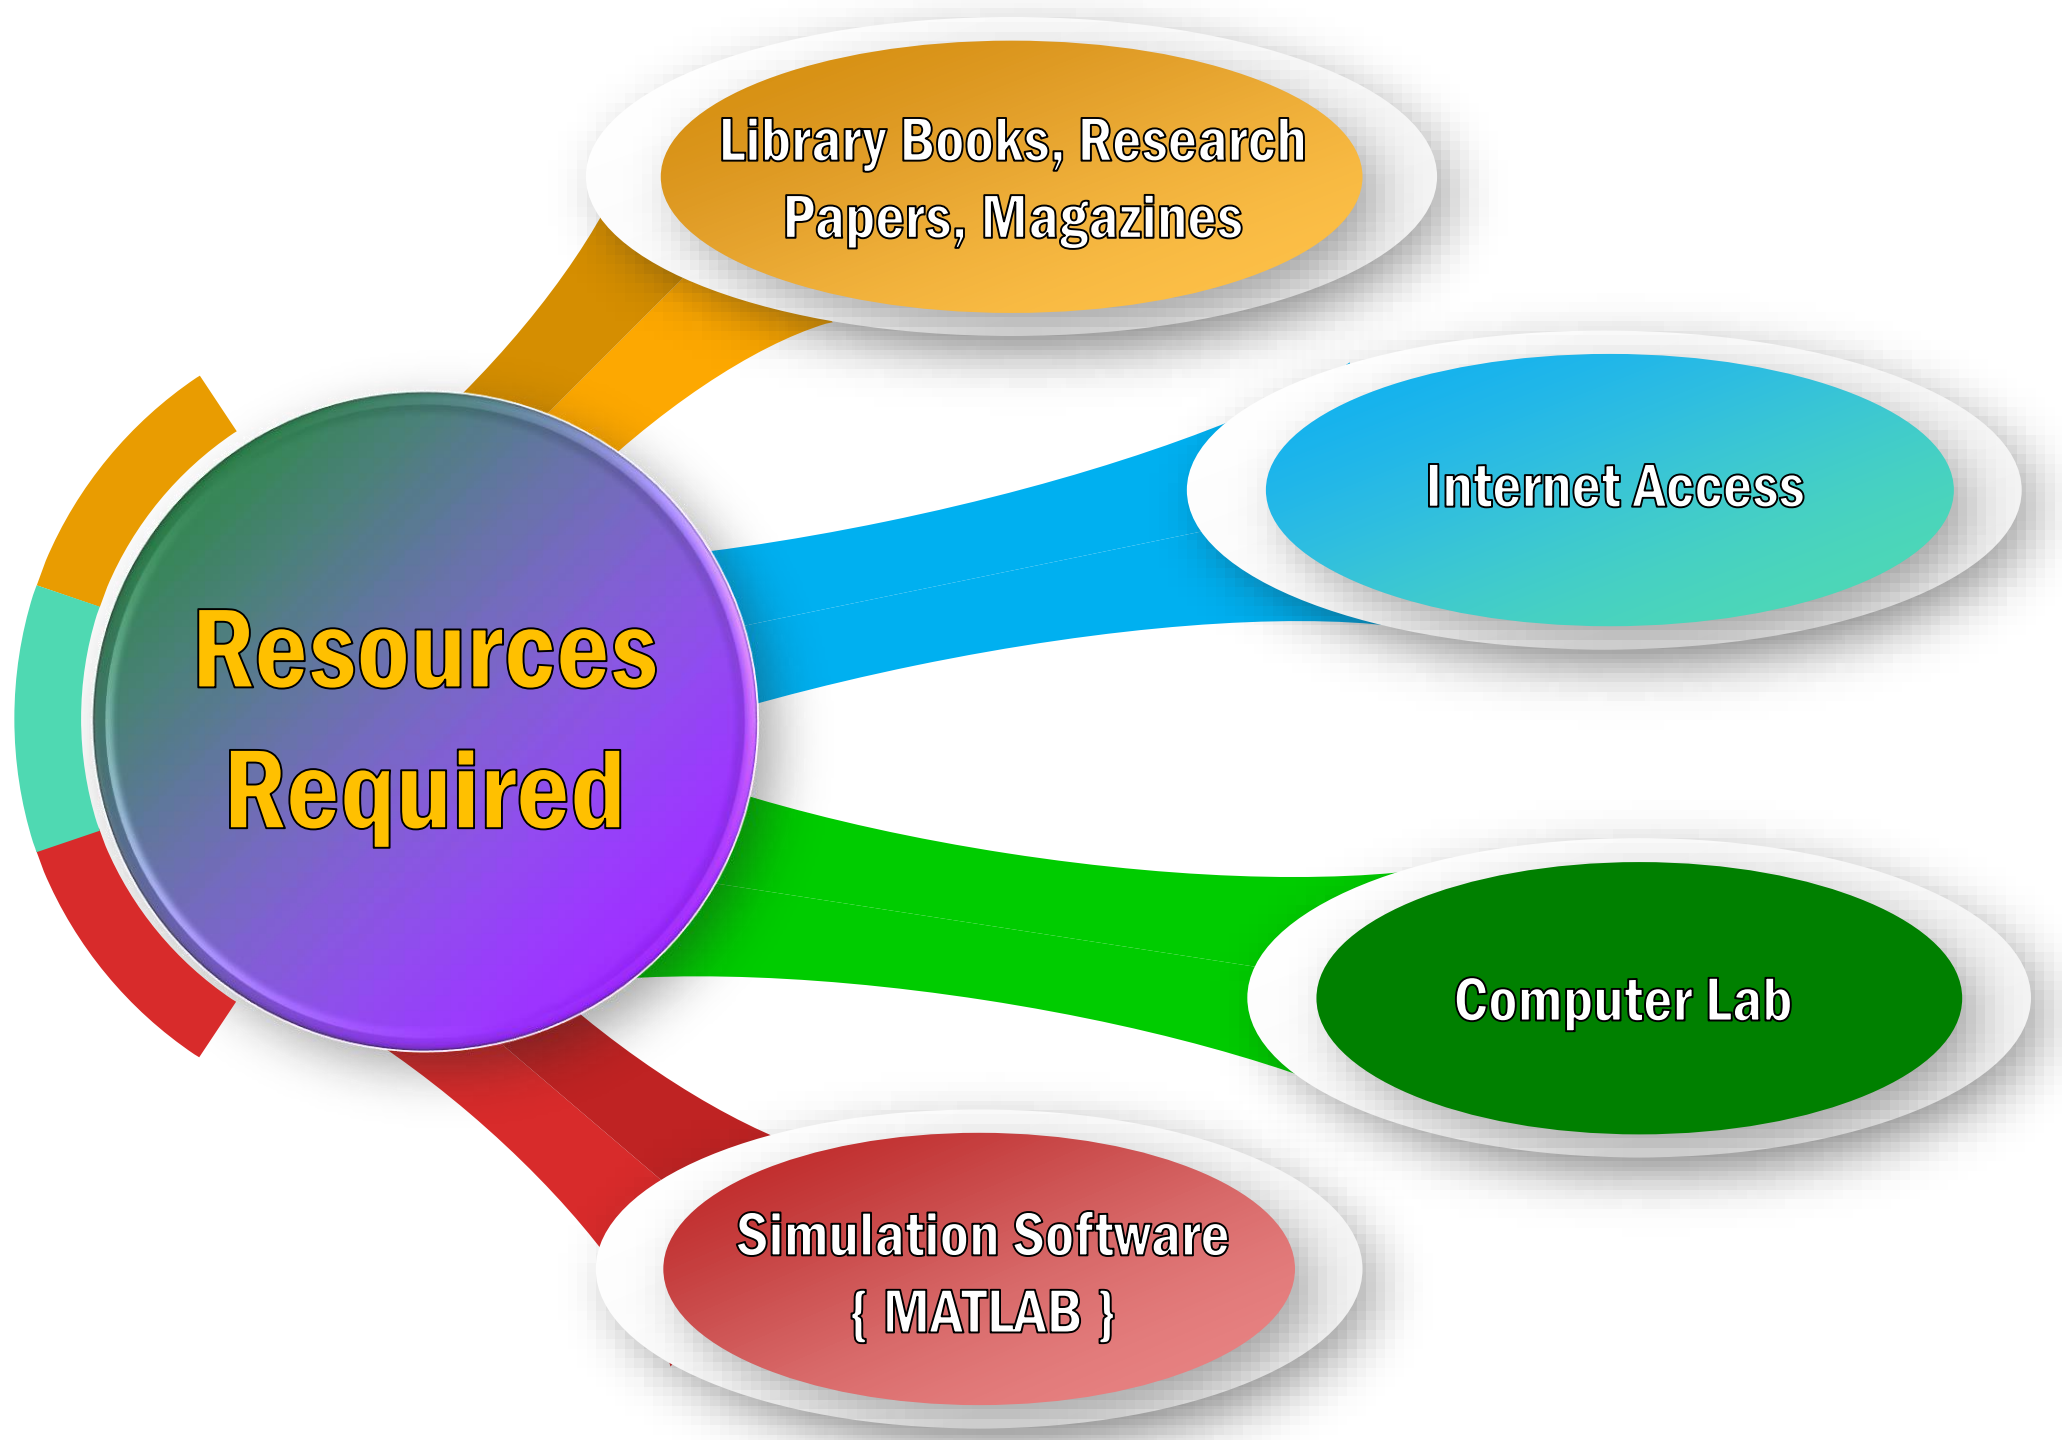 Library Books, Research
Papers, Magazines
Internet Access
Resources
Required
Computer Lab
Simulation Software
{ MATLAB }